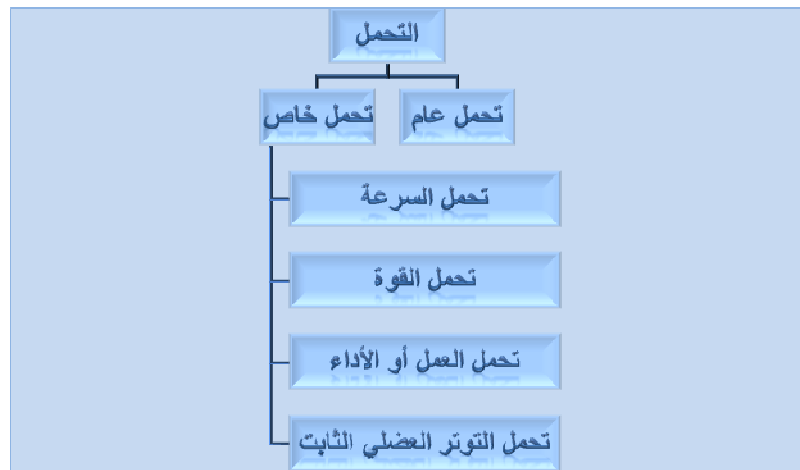 التحمل
تحمل عام
تحمل خاص
تحمل السرعة
تحمل القوة
تحمل العمل أو الأداء
تحمل التوتر العضلي الثابت